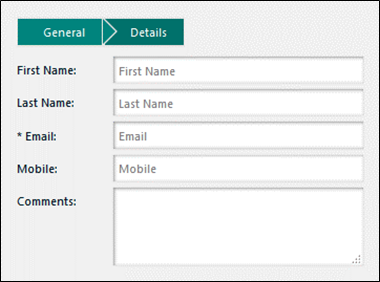 General Details
First Name: First Name
Last Name: Last Name
* Email: Email
Mobile: Mobile
Comments: